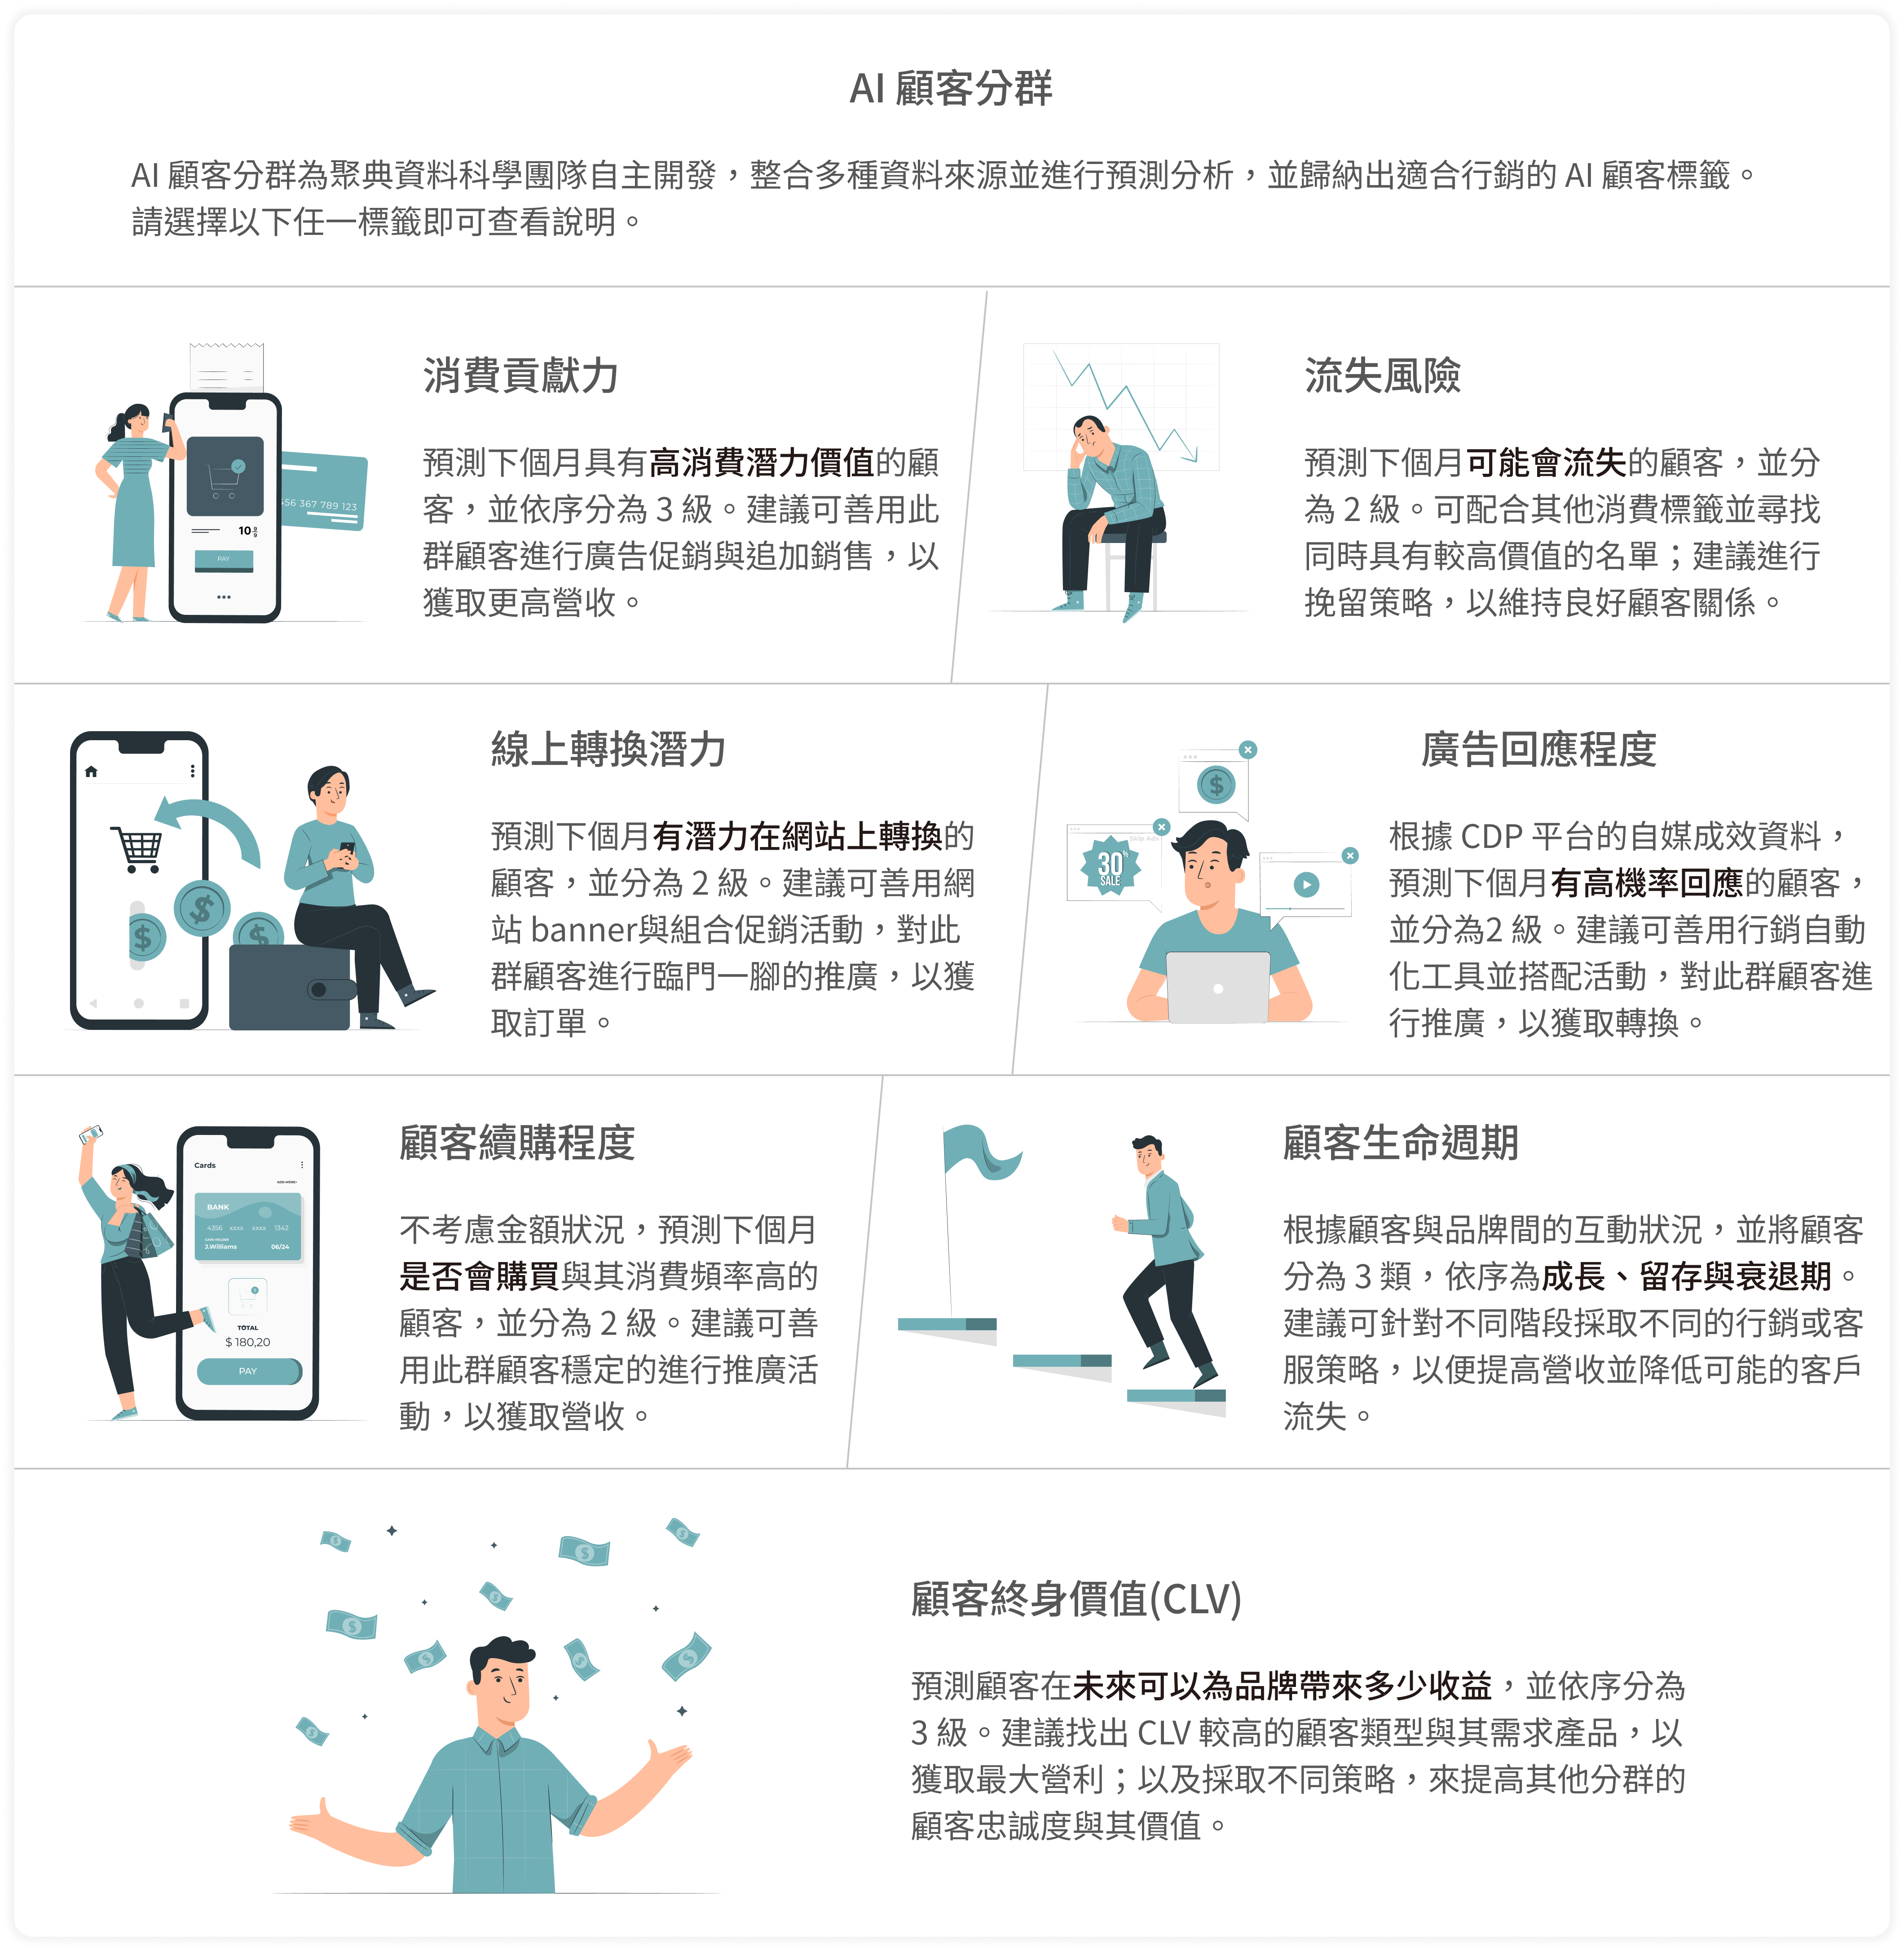 AI 顧客分群
AI 顧客分群為聚典資料科學團隊自主開發，整合多種資料來源並進行預測分析，並歸納出適合行銷的 AI 顧客標籤。
請選擇以下任一標籤即可查看說明。
消費貢獻力
預測下個月具有高消費潛力價值的顧
客，並依序分為 3 級。建議可善用此
群顧客進行廣告促銷與追加銷售，以
獲取更高營收。
456 367 789 123
10
PAY
流失風險
預測下個月可能會流失的顧客，並分
為 2 級。可配合其他消費標籤並尋找
同時具有較高價值的名單；建議進行
挽留策略，以維持良好顧客關係。
線上轉換潛力
預測下個月有潛力在網站上轉換的
顧客，並分為 2 級。建議可善用網
站 banner與組合促銷活動，對此
群顧客進行臨門一腳的推廣，以獲
取訂單。
$
$
$
廣告回應程度
根據 CDP 平台的自媒成效資料，
預測下個月有高機率回應的顧客，
並分為2 級。建議可善用行銷自動
化工具並搭配活動，對此群顧客進
行推廣，以獲取轉換。
$
Skip Ads
30%
SALE
顧客續購程度
不考慮金額狀況，預測下個月
是否會購買與其消費頻率高的
顧客，並分為 2 級。建議可善
用此群顧客穩定的進行推廣活
動，以獲取營收。
Cards
ADD MORE+
BANK
4356 xxxx xxxx 1342
J.Williams 06/24
TOTAL
$ 180,20
PAY
顧客生命週期
根據顧客與品牌間的互動狀況，並將顧客
分為 3 類，依序為成長、留存與衰退期。
建議可針對不同階段採取不同的行銷或客
服策略，以便提高營收並降低可能的客戶
流失。
顧客終身價值(CLV)
預測顧客在未來可以為品牌帶來多少收益，並依序分為
3 級。建議找出 CLV 較高的顧客類型與其需求產品，以
獲取最大營利；以及採取不同策略，來提高其他分群的
顧客忠誠度與其價值。